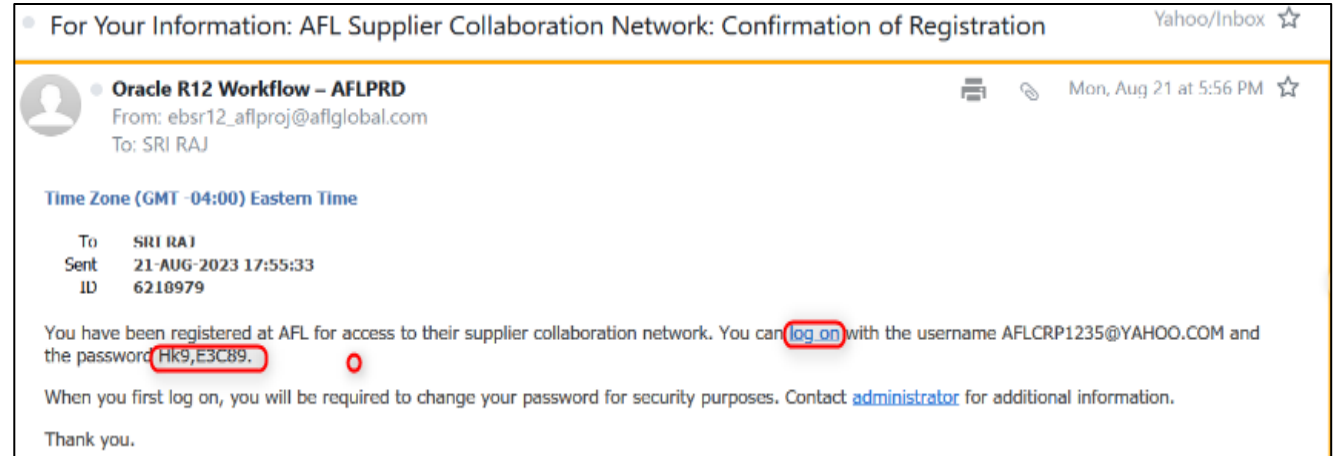 For Your Information: AFL Supplier Collaboration Network: Confirmation of Registration
Yahoo/Inbox
Oracle R12 Workflow – AFLPRD
Mon, Aug 21 at 5:56 PM
From: ebsr12_aflproj@aflglobal.com
To: SRI RAJ
Time Zone (GMT -04:00) Eastern Time
To SRI RAJ
Sent 21-AUG-2023 17:55:33
ID 6218979
You have been registered at AFL for access to their supplier collaboration network. You can log on with the username AFLCRP1235@YAHOO.COM and
the password Hk9,E3C89.
When you first log on, you will be required to change your password for security purposes. Contact administrator for additional information.
Thank you.